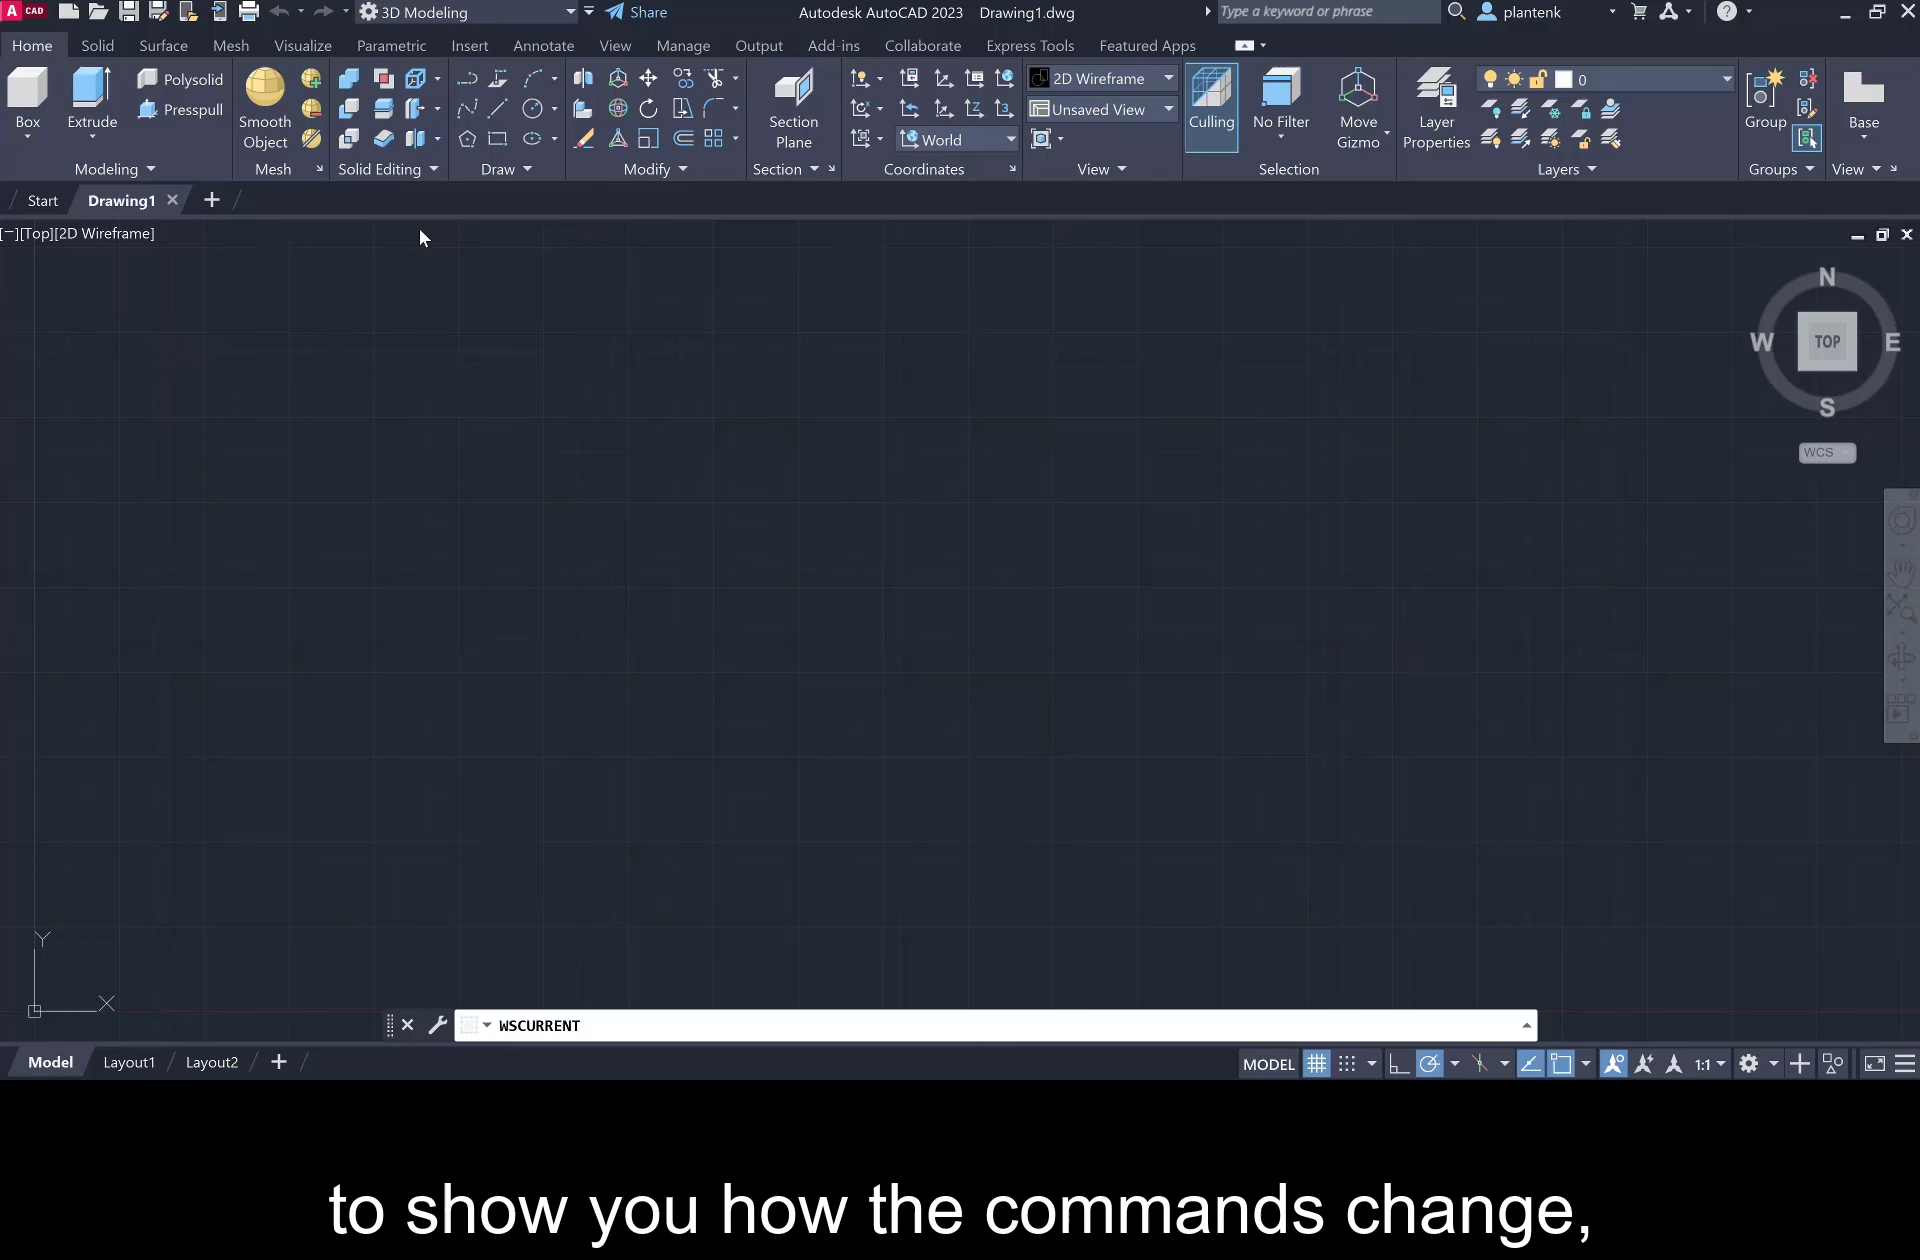 A CAD 3D Modeling Share Autodesk AutoCAD 2023 Drawing1.dwg Type a keyword or phrase plantenk ?
Home Solid Surface Mesh Visualize Parametric Insert Annotate View Manage Output Add-ins Collaborate Express Tools Featured Apps
Polysolid 2D Wireframe 0
Presspull Unsaved View
Box Extrude Smooth Object Section Plane Culling No Filter Move Gizmo Layer Properties Group Base
World
Modeling Mesh Solid Editing Draw Modify Section Coordinates View Selection Layers Groups View
Start Drawing1
[−][Top][2D Wireframe]
N
W TOP E
S
WCS
Y
X
WSCURRENT
Model Layout1 Layout2 MODEL 1:1
to show you how the commands change,